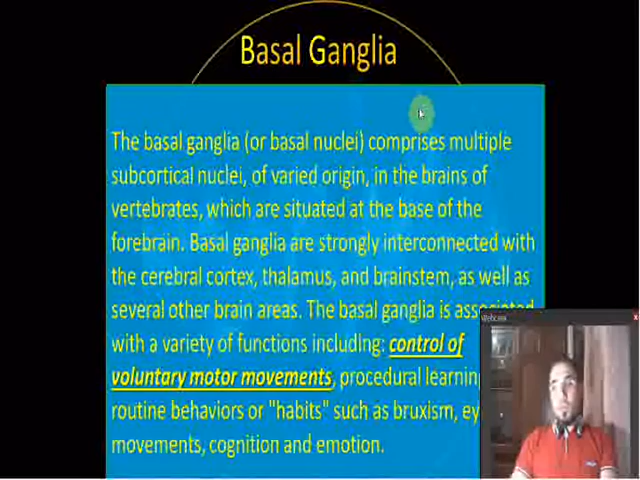 Basal Ganglia
The basal ganglia (or basal nuclei) comprises multiple
subcortical nuclei, of varied origin, in the brains of
vertebrates, which are situated at the base of the
forebrain. Basal ganglia are strongly interconnected with
the cerebral cortex, thalamus, and brainstem, as well as
several other brain areas. The basal ganglia is associated
Webcam
with a variety of functions including: control of
voluntary motor movements, procedural learning
routine behaviors or "habits" such as bruxism,
movements, cognition and emotion.